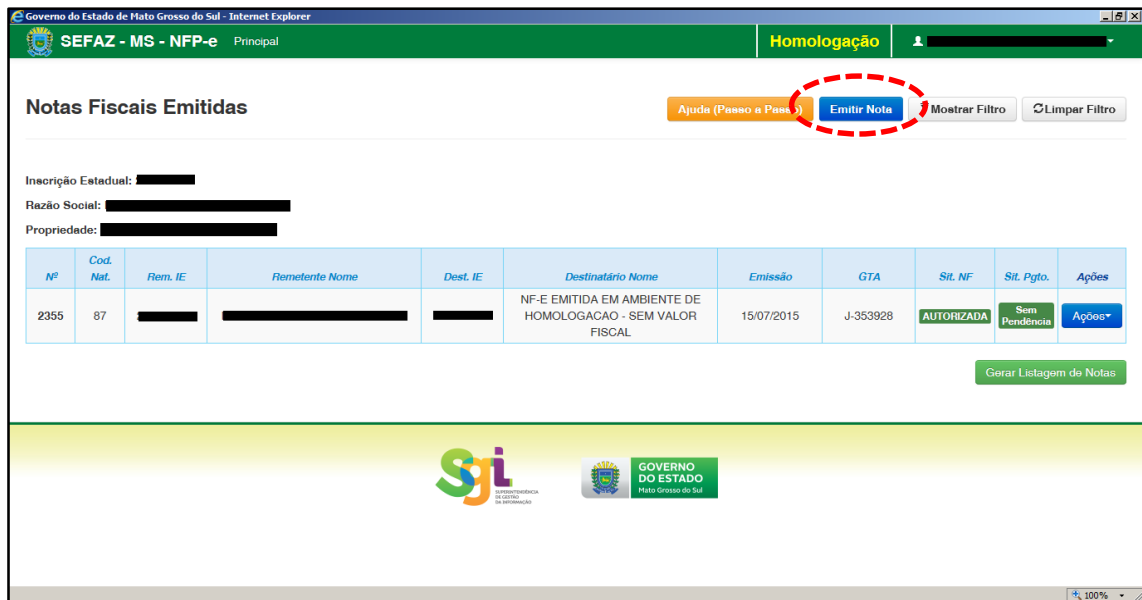 Governo do Estado de Mato Grosso do Sul - Internet Explorer
SEFAZ - MS - NFP-e Principal Homologação
Notas Fiscais Emitidas
Ajuda (Passo a Passo) Emitir Nota Mostrar Filtro Limpar Filtro
Inscrição Estadual:
Razão Social:
Propriedade:
Nº Cod. Nat. Rem. IE Remetente Nome Dest. IE Destinatário Nome Emissão GTA Sit. NF Sit. Pgto. Ações
2355 87 NF-E EMITIDA EM AMBIENTE DE HOMOLOGACAO - SEM VALOR FISCAL 15/07/2015 J-353928 AUTORIZADA Sem Pendência Ações
Gerar Listagem de Notas
Sgi
SUPERINTENDÊNCIA
DE GESTÃO
DA INFORMAÇÃO
GOVERNO
DO ESTADO
Mato Grosso do Sul
100%